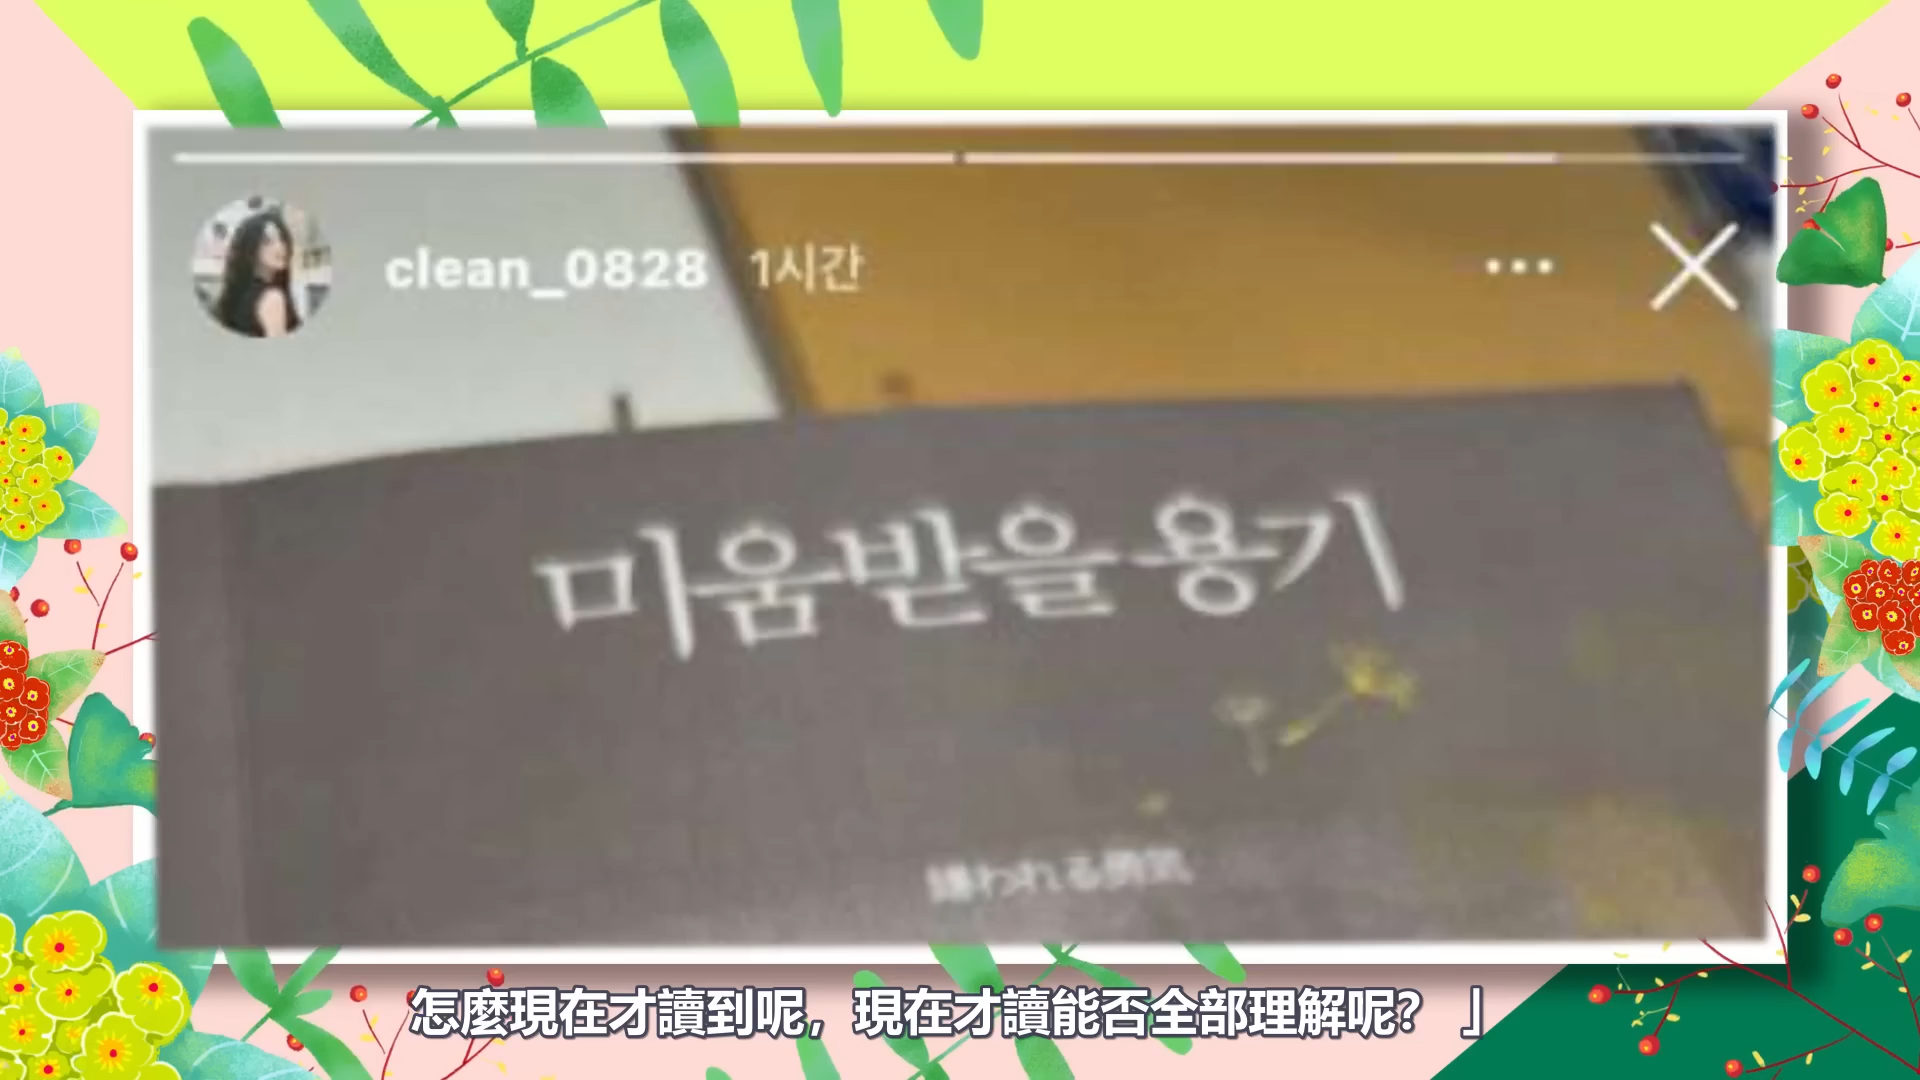 clean_0828 1시간
미움받을 용기
嫌われる勇気
怎麼現在才讀到呢，現在才讀能否全部理解呢？ 」